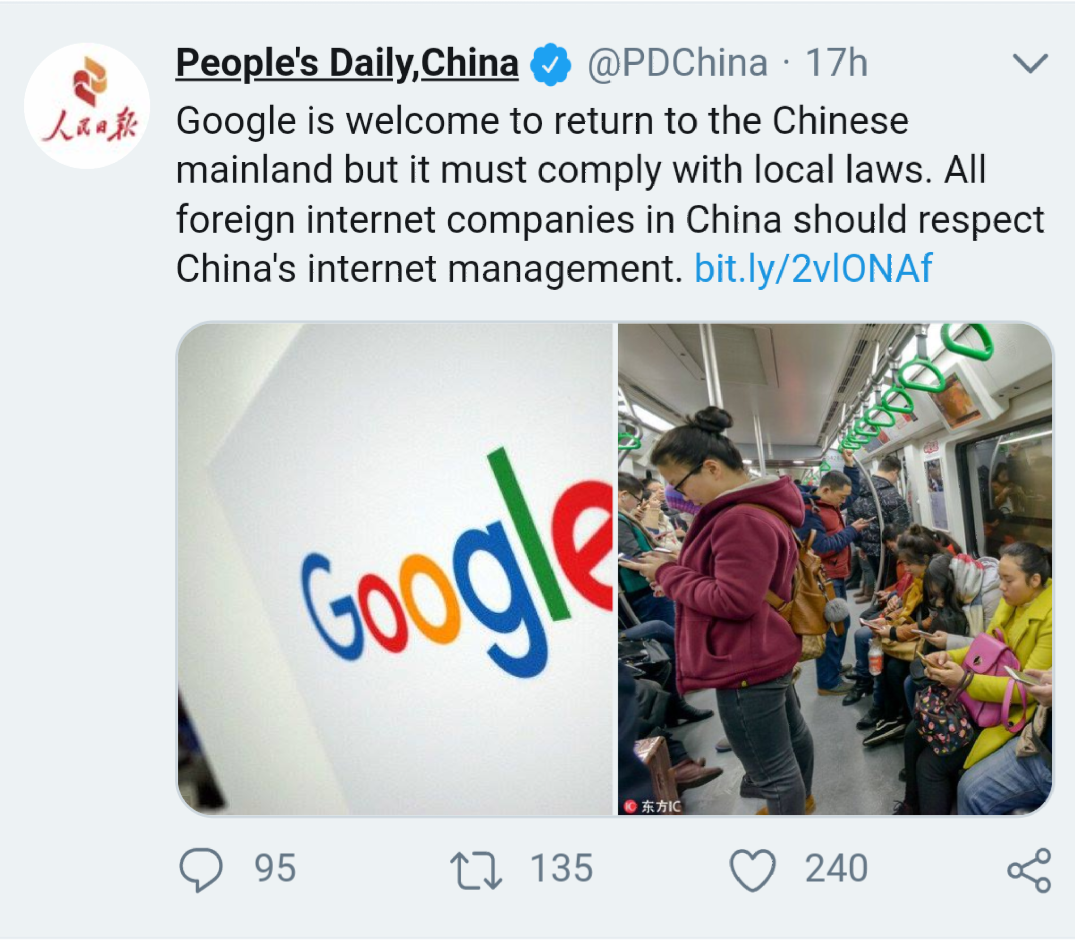 人民日报
People's Daily,China @PDChina · 17h
Google is welcome to return to the Chinese
mainland but it must comply with local laws. All
foreign internet companies in China should respect
China's internet management. bit.ly/2vlONAf
Google
IC 东方IC
95 135 240